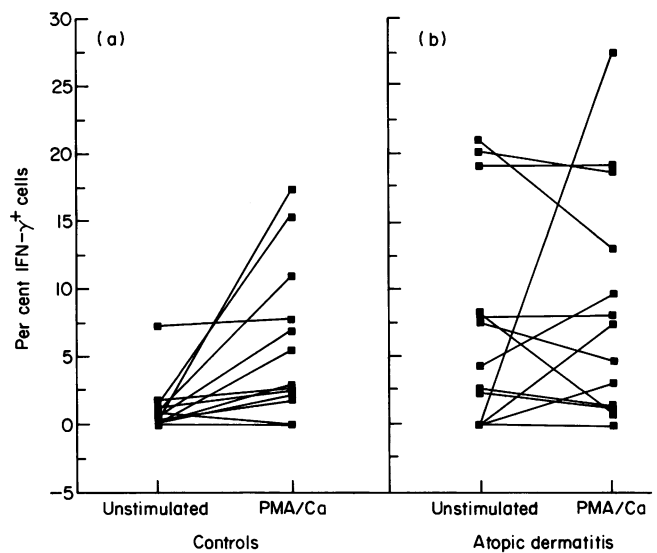 30
25
20
15
10
5
0
−5
Per cent IFN-γ+ cells
(a)
(b)
Unstimulated PMA/Ca Unstimulated PMA/Ca
Controls Atopic dermatitis